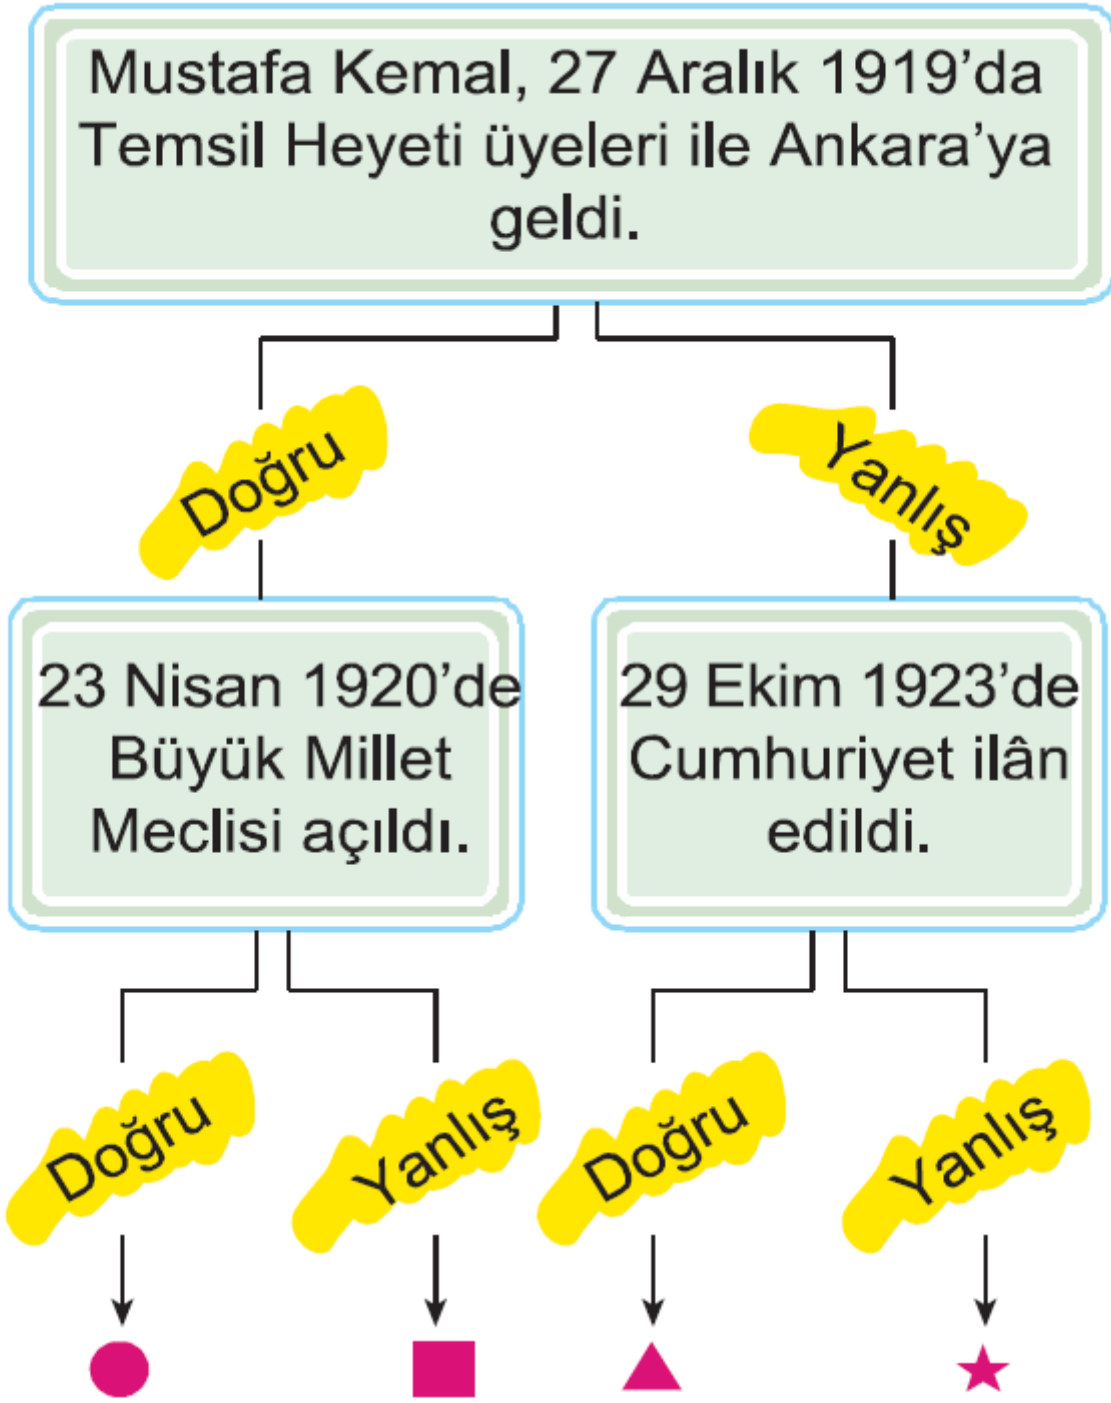 Mustafa Kemal, 27 Aralık 1919’da
Temsil Heyeti üyeleri ile Ankara’ya
geldi.
Doğru
Yanlış
23 Nisan 1920’de
Büyük Millet
Meclisi açıldı.
29 Ekim 1923’de
Cumhuriyet ilân
edildi.
Doğru
Yanlış
Doğru
Yanlış